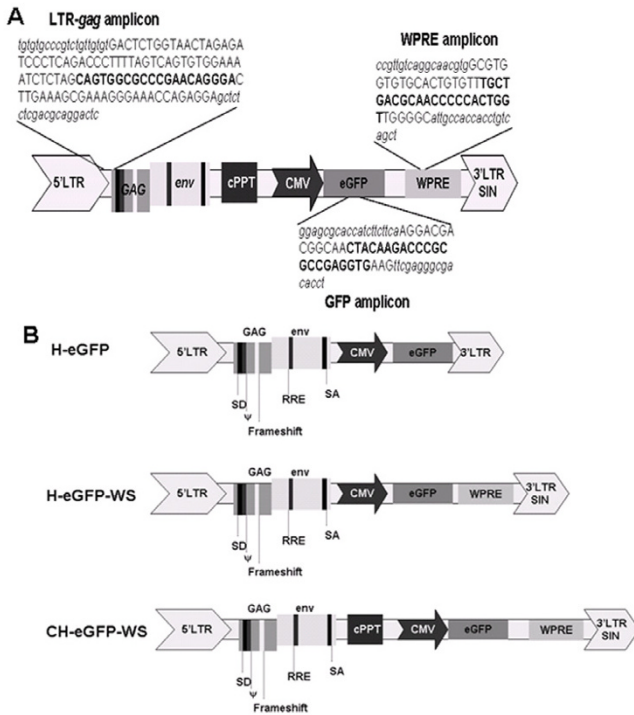 A
LTR-gag amplicon
tgtgtgcccgtctgttgtgtGACTCTGGTAACTAGAGA
TCCCTCAGACCCTTTTAGTCAGTGTGGAAA
ATCTCTAGCAGTGGCGCCCGAACAGGGAC
TTGAAAGCGAAAGGGAAACCAGAGGAgctct
ctcgacgcaggactc
WPRE amplicon
ccgttgtcaggcaacgtgGCGTG
GTGTGCACTGTGTTTGCT
GACGCAACCCCCACTGG
TTGGGGCattgccaccacctgtc
agct
5'LTR
GAG
env
cPPT
CMV
eGFP
WPRE
3'LTR
SIN
ggagcgcaccatcttcttcaAGGACGA
CGGCAACTACAAGACCCGC
GCCGAGGTGAAGttcgagggcga
cacct
GFP amplicon
B
H-eGFP
5'LTR
GAG
env
CMV
eGFP
3'LTR
SD
Ψ
Frameshift
RRE
SA
H-eGFP-WS
5'LTR
GAG
env
CMV
eGFP
WPRE
3'LTR
SIN
SD
Ψ
Frameshift
RRE
SA
CH-eGFP-WS
5'LTR
GAG
env
cPPT
CMV
eGFP
WPRE
3'LTR
SIN
SD
Ψ
Frameshift
RRE
SA